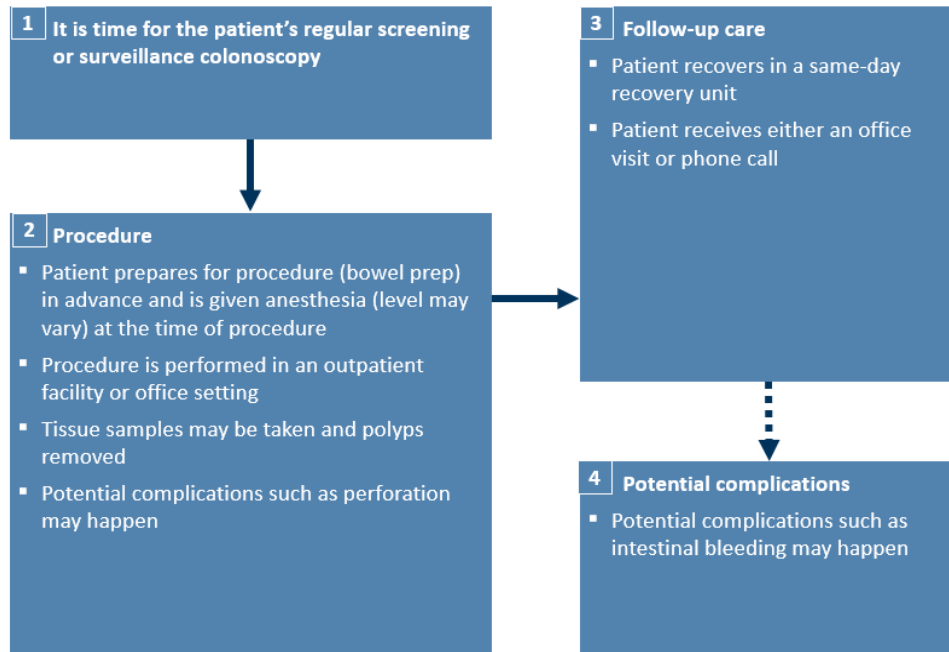 1 It is time for the patient’s regular screening
or surveillance colonoscopy
2 Procedure
▪ Patient prepares for procedure (bowel prep)
in advance and is given anesthesia (level may
vary) at the time of procedure
▪ Procedure is performed in an outpatient
facility or office setting
▪ Tissue samples may be taken and polyps
removed
▪ Potential complications such as perforation
may happen
3 Follow-up care
▪ Patient recovers in a same-day
recovery unit
▪ Patient receives either an office
visit or phone call
4 Potential complications
▪ Potential complications such as
intestinal bleeding may happen